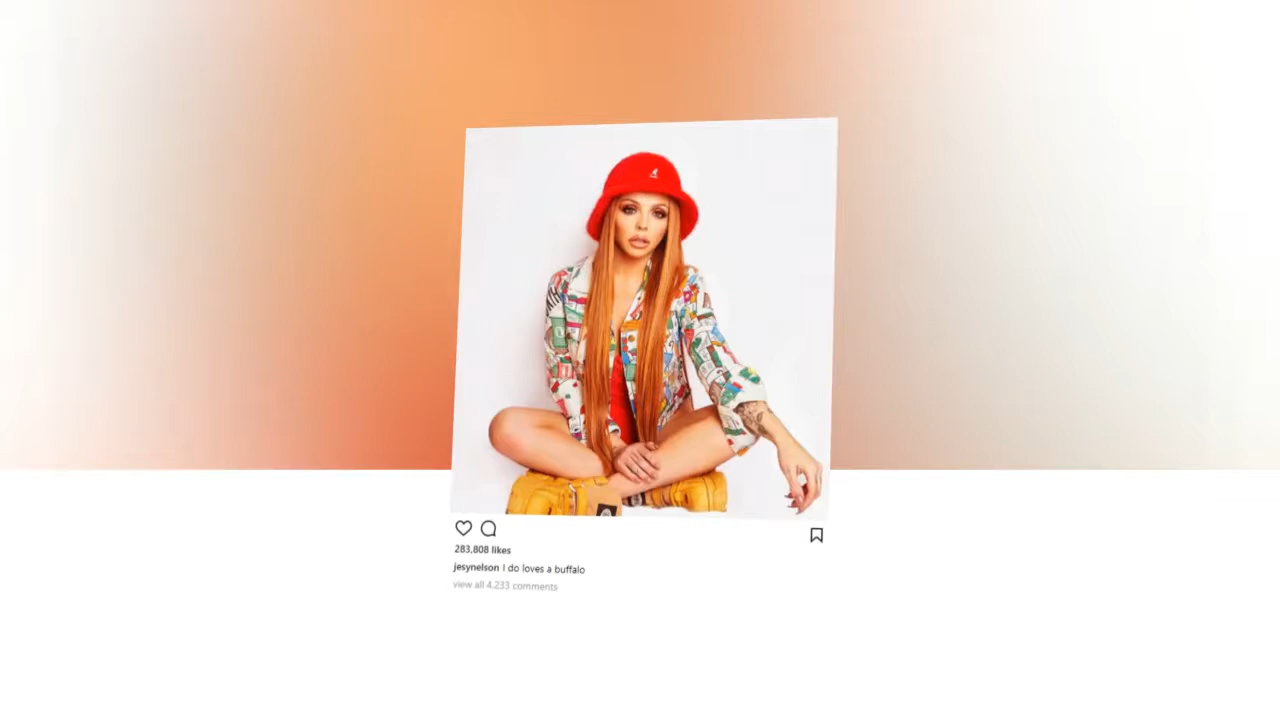 283,808 likes
jesynelson I do loves a buffalo
view all 4,233 comments